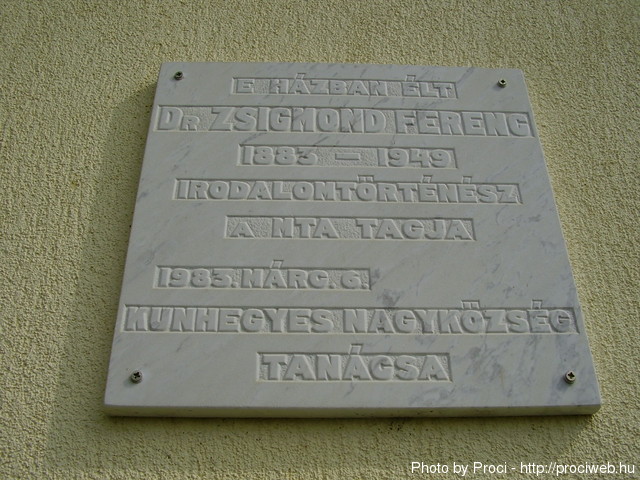 E HÁZBAN ÉLT
DR ZSIGMOND FERENC
1883 — 1949
IRODALOMTÖRTÉNÉSZ
A MTA TAGJA
1983. MÁRC. 6.
KUNHEGYES NAGYKÖZSÉG
TANÁCSA
Photo by Proci - http://prociweb.hu